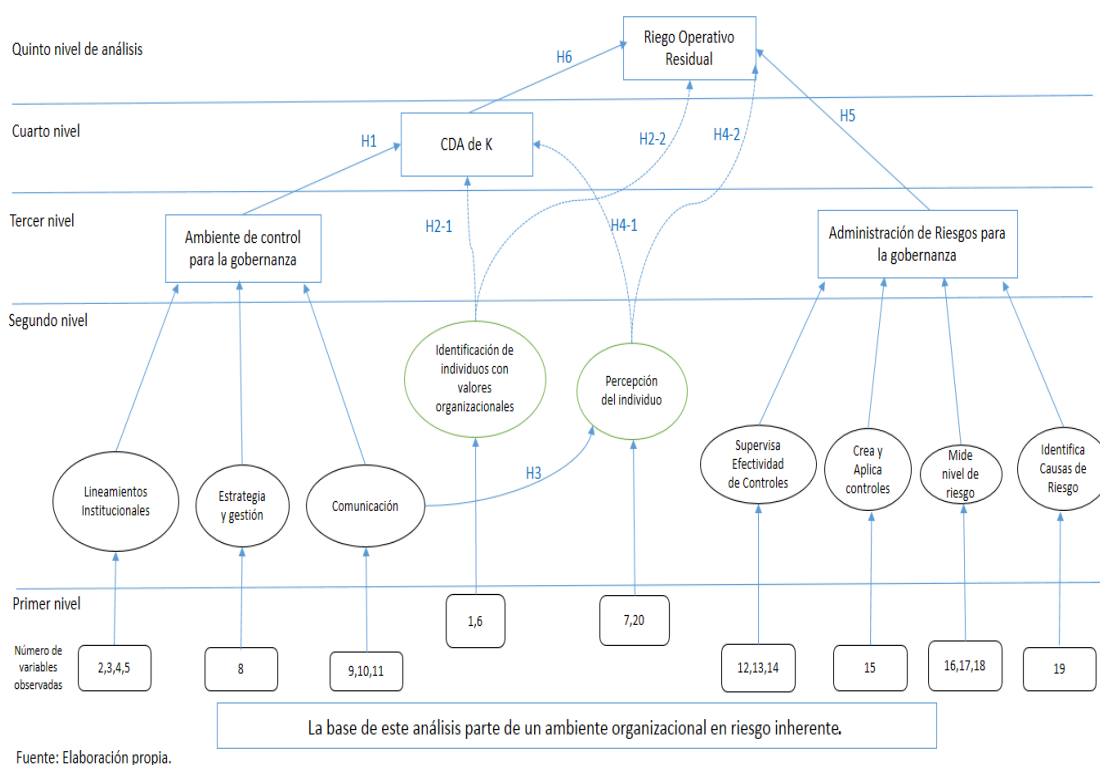 Quinto nivel de análisis
Riego Operativo
Residual
H6
Cuarto nivel
CDA de K
H1
H2-2
H4-2
H5
Tercer nivel
Ambiente de control
para la gobernanza
H2-1
H4-1
Administración de Riesgos para
la gobernanza
Segundo nivel
Identificación de
individuos con
valores
organizacionales
Percepción
del individuo
Lineamientos
Institucionales
Estrategia
y gestión
Comunicación
H3
Supervisa
Efectividad
de Controles
Crea y
Aplica
controles
Mide
nivel de
riesgo
Identifica
Causas de
Riesgo
Primer nivel
1,6
7,20
Número de
variables
observadas
2,3,4,5
8
9,10,11
12,13,14
15
16,17,18
19
La base de este análisis parte de un ambiente organizacional en riesgo inherente.
Fuente: Elaboración propia.